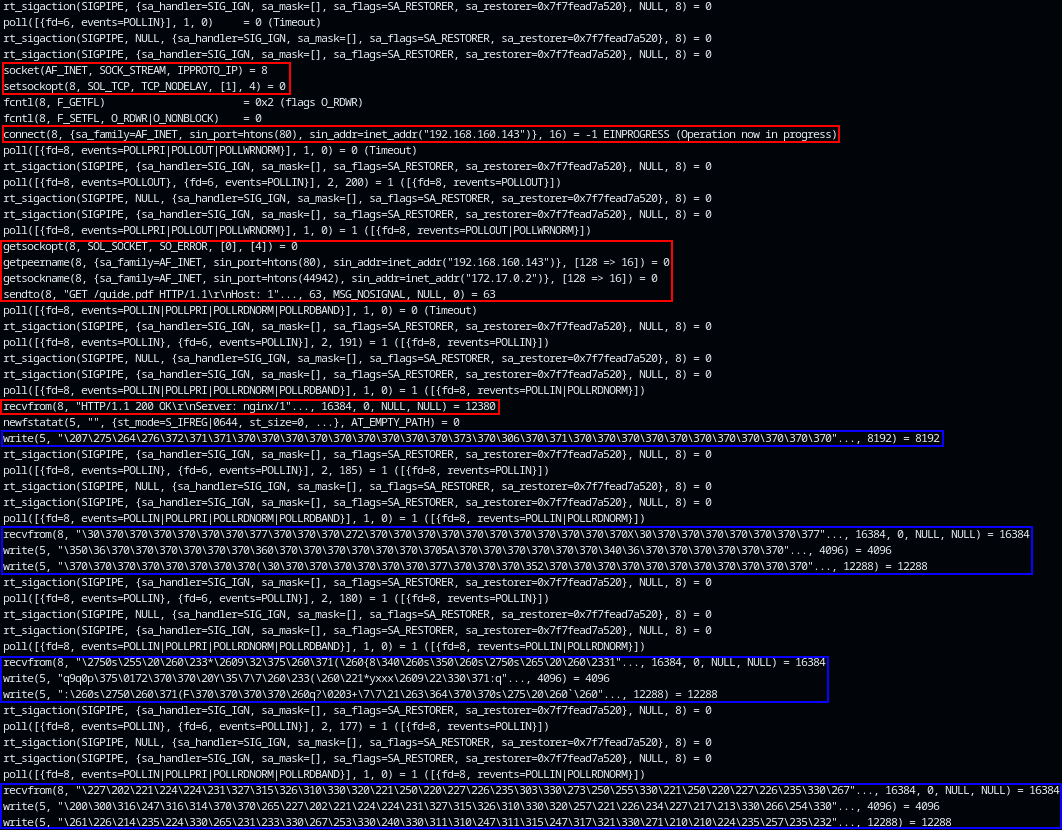 rt_sigaction(SIGPIPE, {sa_handler=SIG_IGN, sa_mask=[], sa_flags=SA_RESTORER, sa_restorer=0x7f7fead7a520}, NULL, 8) = 0
poll([{fd=6, events=POLLIN}], 1, 0)     = 0 (Timeout)
rt_sigaction(SIGPIPE, NULL, {sa_handler=SIG_IGN, sa_mask=[], sa_flags=SA_RESTORER, sa_restorer=0x7f7fead7a520}, 8) = 0
rt_sigaction(SIGPIPE, {sa_handler=SIG_IGN, sa_mask=[], sa_flags=SA_RESTORER, sa_restorer=0x7f7fead7a520}, NULL, 8) = 0
socket(AF_INET, SOCK_STREAM, IPPROTO_IP) = 8
setsockopt(8, SOL_TCP, TCP_NODELAY, [1], 4) = 0
fcntl(8, F_GETFL)                       = 0x2 (flags O_RDWR)
fcntl(8, F_SETFL, O_RDWR|O_NONBLOCK)    = 0
connect(8, {sa_family=AF_INET, sin_port=htons(80), sin_addr=inet_addr("192.168.160.143")}, 16) = -1 EINPROGRESS (Operation now in progress)
poll([{fd=8, events=POLLPRI|POLLOUT|POLLWRNORM}], 1, 0) = 0 (Timeout)
rt_sigaction(SIGPIPE, {sa_handler=SIG_IGN, sa_mask=[], sa_flags=SA_RESTORER, sa_restorer=0x7f7fead7a520}, NULL, 8) = 0
poll([{fd=8, events=POLLOUT}, {fd=6, events=POLLIN}], 2, 200) = 1 ([{fd=8, revents=POLLOUT}])
rt_sigaction(SIGPIPE, NULL, {sa_handler=SIG_IGN, sa_mask=[], sa_flags=SA_RESTORER, sa_restorer=0x7f7fead7a520}, 8) = 0
rt_sigaction(SIGPIPE, {sa_handler=SIG_IGN, sa_mask=[], sa_flags=SA_RESTORER, sa_restorer=0x7f7fead7a520}, NULL, 8) = 0
poll([{fd=8, events=POLLPRI|POLLOUT|POLLWRNORM}], 1, 0) = 1 ([{fd=8, revents=POLLOUT|POLLWRNORM}])
getsockopt(8, SOL_SOCKET, SO_ERROR, [0], [4]) = 0
getpeername(8, {sa_family=AF_INET, sin_port=htons(80), sin_addr=inet_addr("192.168.160.143")}, [128 => 16]) = 0
getsockname(8, {sa_family=AF_INET, sin_port=htons(44942), sin_addr=inet_addr("172.17.0.2")}, [128 => 16]) = 0
sendto(8, "GET /guide.pdf HTTP/1.1\r\nHost: 1"..., 63, MSG_NOSIGNAL, NULL, 0) = 63
poll([{fd=8, events=POLLIN|POLLPRI|POLLRDNORM|POLLRDBAND}], 1, 0) = 0 (Timeout)
rt_sigaction(SIGPIPE, {sa_handler=SIG_IGN, sa_mask=[], sa_flags=SA_RESTORER, sa_restorer=0x7f7fead7a520}, NULL, 8) = 0
poll([{fd=8, events=POLLIN}, {fd=6, events=POLLIN}], 2, 191) = 1 ([{fd=8, revents=POLLIN}])
rt_sigaction(SIGPIPE, NULL, {sa_handler=SIG_IGN, sa_mask=[], sa_flags=SA_RESTORER, sa_restorer=0x7f7fead7a520}, 8) = 0
rt_sigaction(SIGPIPE, {sa_handler=SIG_IGN, sa_mask=[], sa_flags=SA_RESTORER, sa_restorer=0x7f7fead7a520}, NULL, 8) = 0
poll([{fd=8, events=POLLIN|POLLPRI|POLLRDNORM|POLLRDBAND}], 1, 0) = 1 ([{fd=8, revents=POLLIN|POLLRDNORM}])
recvfrom(8, "HTTP/1.1 200 OK\r\nServer: nginx/1"..., 16384, 0, NULL, NULL) = 12380
newfstatat(5, "", {st_mode=S_IFREG|0644, st_size=0, ...}, AT_EMPTY_PATH) = 0
write(5, "\207\275\264\276\372\371\371\370\370\370\370\370\370\370\370\370\373\370\306\370\371\370\370\370\370\370\370\370\370\370\370\370"..., 8192) = 8192
rt_sigaction(SIGPIPE, {sa_handler=SIG_IGN, sa_mask=[], sa_flags=SA_RESTORER, sa_restorer=0x7f7fead7a520}, NULL, 8) = 0
poll([{fd=8, events=POLLIN}, {fd=6, events=POLLIN}], 2, 185) = 1 ([{fd=8, revents=POLLIN}])
rt_sigaction(SIGPIPE, NULL, {sa_handler=SIG_IGN, sa_mask=[], sa_flags=SA_RESTORER, sa_restorer=0x7f7fead7a520}, 8) = 0
rt_sigaction(SIGPIPE, {sa_handler=SIG_IGN, sa_mask=[], sa_flags=SA_RESTORER, sa_restorer=0x7f7fead7a520}, NULL, 8) = 0
poll([{fd=8, events=POLLIN|POLLPRI|POLLRDNORM|POLLRDBAND}], 1, 0) = 1 ([{fd=8, revents=POLLIN|POLLRDNORM}])
recvfrom(8, "\30\370\370\370\370\370\370\377\370\370\370\272\370\370\370\370\370\370\370\370\370\370\370X\30\370\370\370\370\370\370\377"..., 16384, 0, NULL, NULL) = 16384
write(5, "\350\36\370\370\370\370\370\370\360\370\370\370\370\370\370\370\3705A\370\370\370\370\370\370\340\36\370\370\370\370\370\370"..., 4096) = 4096
write(5, "\370\370\370\370\370\370\370(\30\370\370\370\370\370\370\377\370\370\370\352\370\370\370\370\370\370\370\370\370\370\370\370"..., 12288) = 12288
rt_sigaction(SIGPIPE, {sa_handler=SIG_IGN, sa_mask=[], sa_flags=SA_RESTORER, sa_restorer=0x7f7fead7a520}, NULL, 8) = 0
poll([{fd=8, events=POLLIN}, {fd=6, events=POLLIN}], 2, 180) = 1 ([{fd=8, revents=POLLIN}])
rt_sigaction(SIGPIPE, NULL, {sa_handler=SIG_IGN, sa_mask=[], sa_flags=SA_RESTORER, sa_restorer=0x7f7fead7a520}, 8) = 0
rt_sigaction(SIGPIPE, {sa_handler=SIG_IGN, sa_mask=[], sa_flags=SA_RESTORER, sa_restorer=0x7f7fead7a520}, NULL, 8) = 0
poll([{fd=8, events=POLLIN|POLLPRI|POLLRDNORM|POLLRDBAND}], 1, 0) = 1 ([{fd=8, revents=POLLIN|POLLRDNORM}])
recvfrom(8, "\2750s\255\20\260\233*\2609\32\375\260\371(\260{8\340\260s\350\260s\2750s\265\20\260\2331"..., 16384, 0, NULL, NULL) = 16384
write(5, "q9q0p\375\0172\370\370\20Y\35\7\7\260\233(\260\221*yxxx\2609\22\330\371:q"..., 4096) = 4096
write(5, ":\260s\2750\260\371(F\370\370\370\370\260q?\0203+\7\7\21\263\364\370\370s\275\20\260`\260"..., 12288) = 12288
rt_sigaction(SIGPIPE, {sa_handler=SIG_IGN, sa_mask=[], sa_flags=SA_RESTORER, sa_restorer=0x7f7fead7a520}, NULL, 8) = 0
poll([{fd=8, events=POLLIN}, {fd=6, events=POLLIN}], 2, 177) = 1 ([{fd=8, revents=POLLIN}])
rt_sigaction(SIGPIPE, NULL, {sa_handler=SIG_IGN, sa_mask=[], sa_flags=SA_RESTORER, sa_restorer=0x7f7fead7a520}, 8) = 0
rt_sigaction(SIGPIPE, {sa_handler=SIG_IGN, sa_mask=[], sa_flags=SA_RESTORER, sa_restorer=0x7f7fead7a520}, NULL, 8) = 0
poll([{fd=8, events=POLLIN|POLLPRI|POLLRDNORM|POLLRDBAND}], 1, 0) = 1 ([{fd=8, revents=POLLIN|POLLRDNORM}])
recvfrom(8, "\227\202\221\224\224\231\327\315\326\310\330\320\221\250\220\227\226\235\303\330\273\250\255\330\221\250\220\227\226\235\330\267"..., 16384, 0, NULL, NULL) = 16384
write(5, "\200\300\316\247\316\314\370\370\265\227\202\221\224\224\231\327\315\326\310\330\320\257\221\226\234\227\217\213\330\266\254\330"..., 4096) = 4096
write(5, "\261\226\214\235\224\330\265\231\233\330\267\253\330\240\330\311\310\247\311\315\247\317\321\330\271\210\210\224\235\257\235\232"..., 12288) = 12288